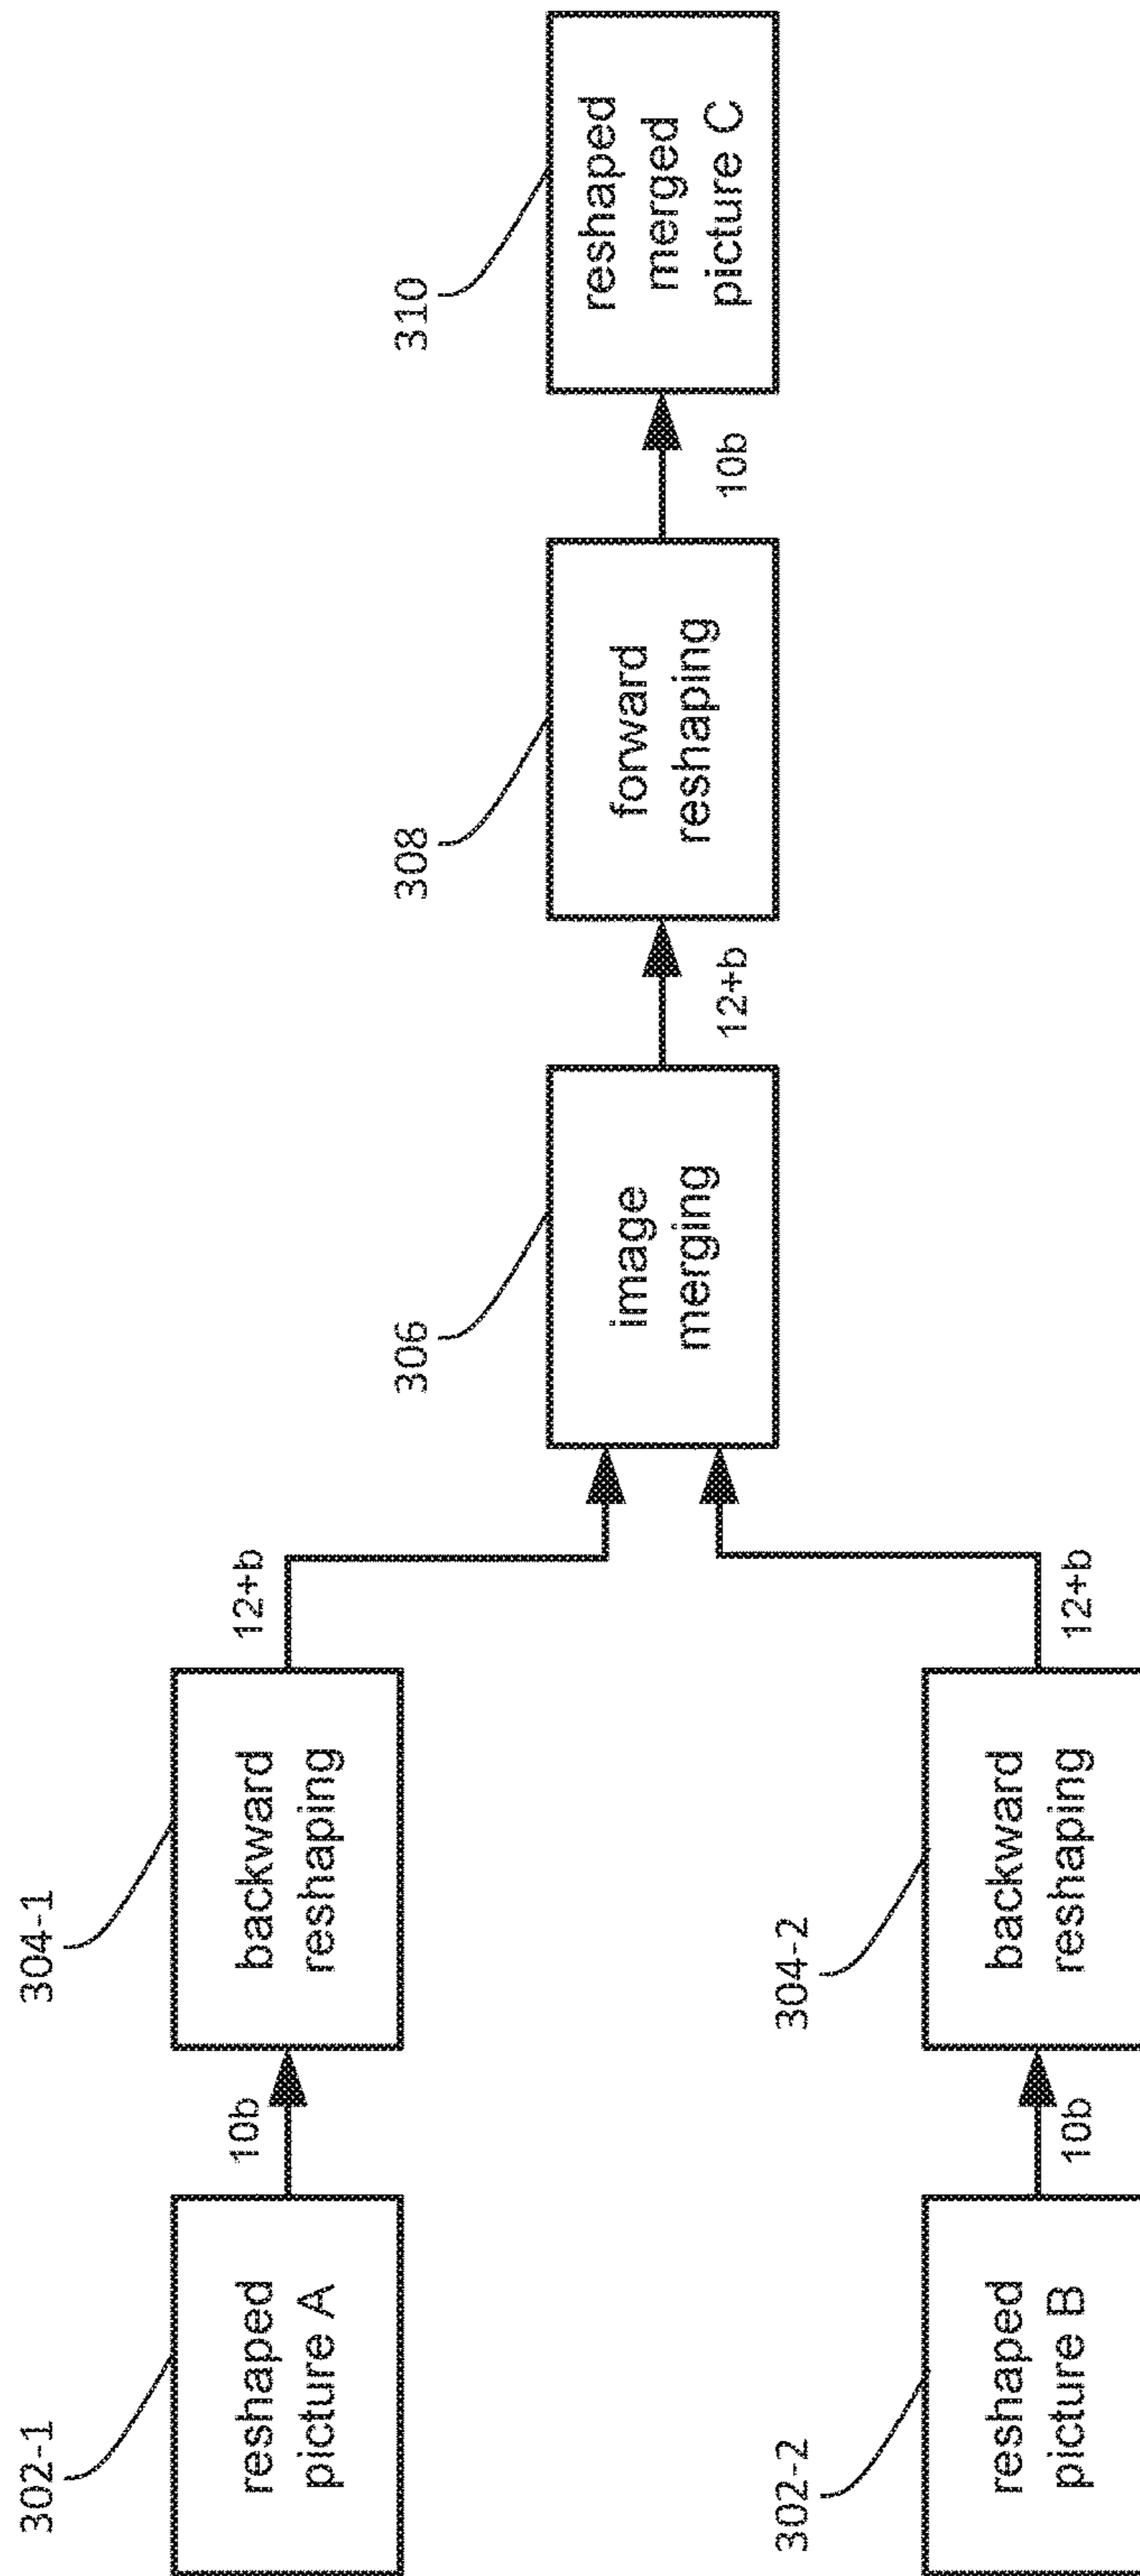 302-1
reshaped
picture A
10b
304-1
backward
reshaping
12+b
302-2
reshaped
picture B
10b
304-2
backward
reshaping
12+b
306
image
merging
12+b
308
forward
reshaping
10b
310
reshaped
merged
picture C